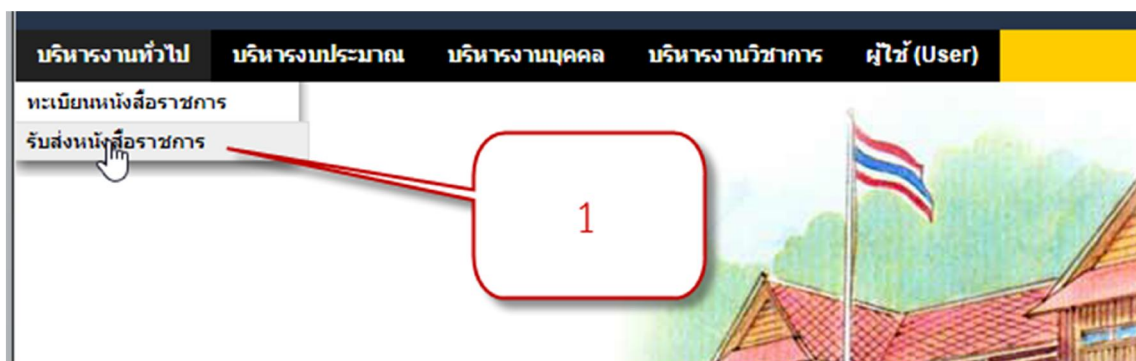 บริหารงานทั่วไป บริหารงบประมาณ บริหารงานบุคคล บริหารงานวิชาการ ผู้ใช้ (User)
ทะเบียนหนังสือราชการ
รับส่งหนังสือราชการ
1